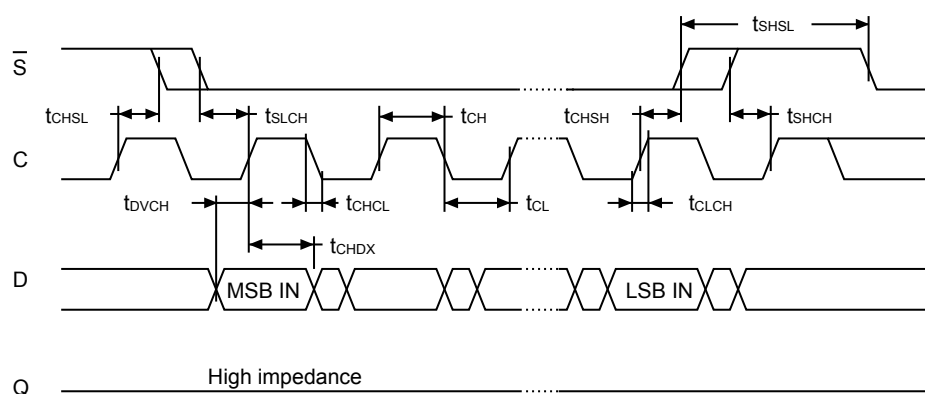 tSHSL
S
tCHSL
tSLCH
tCH
tCHSH
tSHCH
C
tDVCH
tCHCL
tCL
tCLCH
tCHDX
D
MSB IN
LSB IN
High impedance
Q